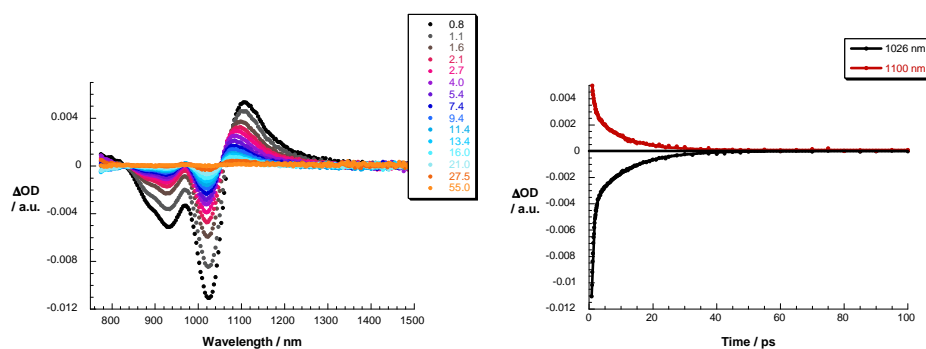 0.8
1.1
1.6
2.1
2.7
4.0
5.4
7.4
9.4
11.4
13.4
16.0
21.0
27.5
55.0
0.004
0
-0.004
-0.008
-0.012
ΔOD
/ a.u.
800 900 1000 1100 1200 1300 1400 1500
Wavelength / nm
1026 nm
1100 nm
0.004
0.002
0
-0.002
-0.004
-0.006
-0.008
-0.01
-0.012
ΔOD
/ a.u.
0 20 40 60 80 100
Time / ps